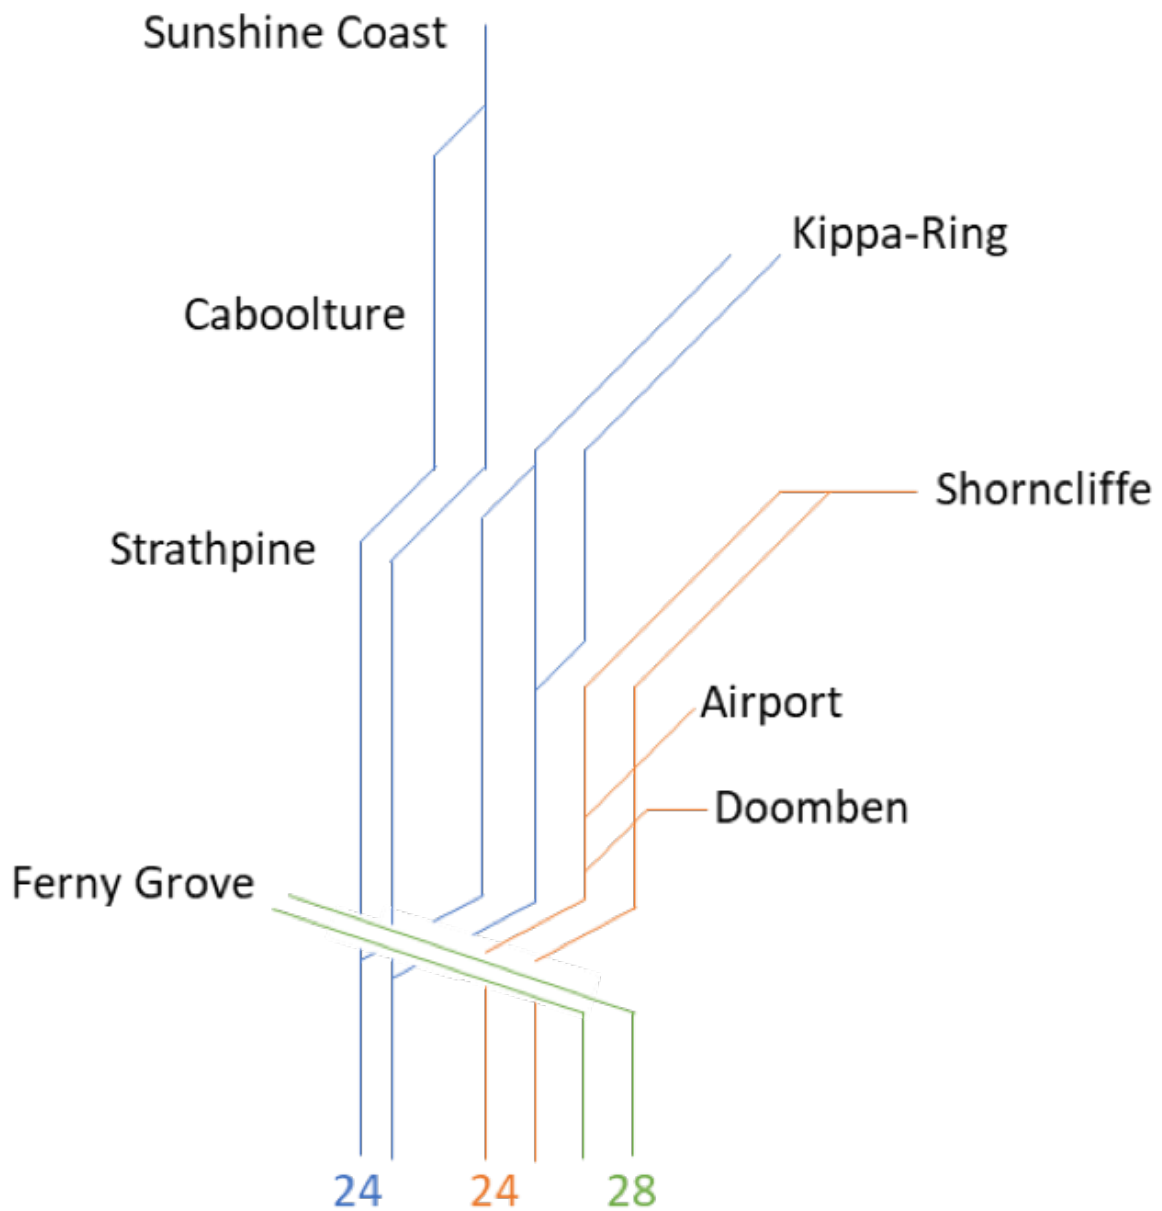 Sunshine Coast
Kippa-Ring
Caboolture
Shorncliffe
Strathpine
Airport
Doomben
Ferny Grove
24 24 28